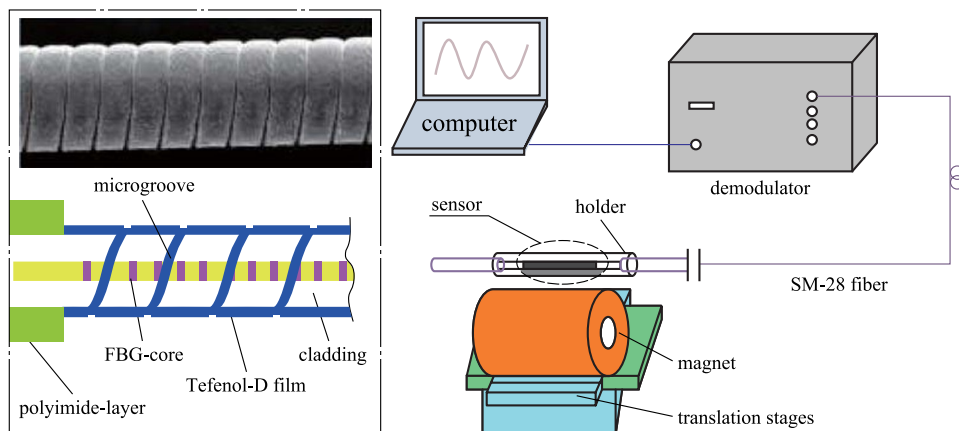 microgroove
FBG-core
cladding
Tefenol-D film
polyimide-layer
computer
demodulator
sensor
holder
SM-28 fiber
magnet
translation stages